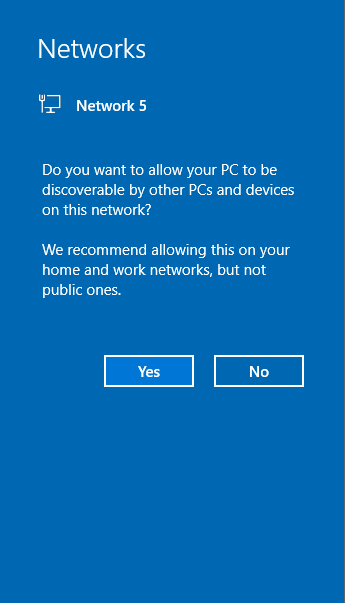 Networks
Network 5
Do you want to allow your PC to be
discoverable by other PCs and devices
on this network?
We recommend allowing this on your
home and work networks, but not
public ones.
Yes
No